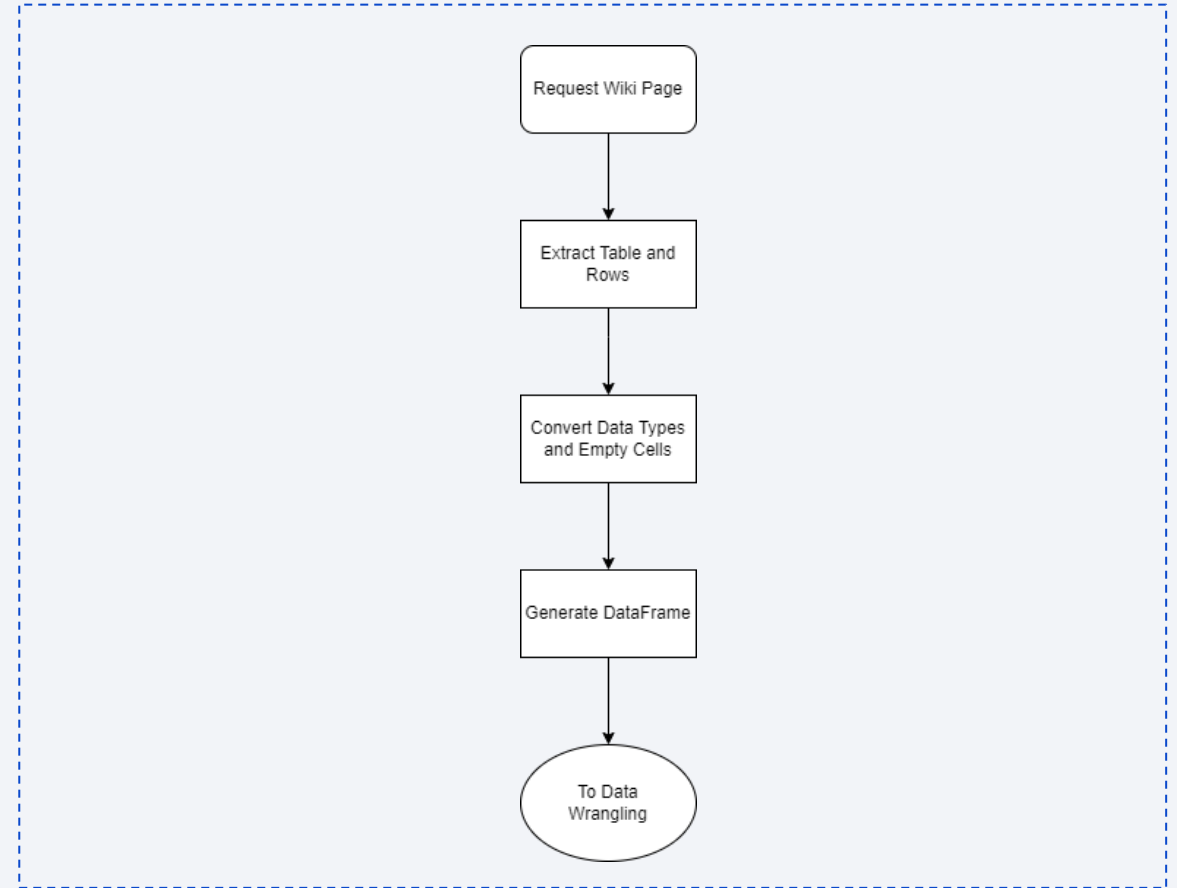 Request Wiki Page
Extract Table and
Rows
Convert Data Types
and Empty Cells
Generate DataFrame
To Data
Wrangling